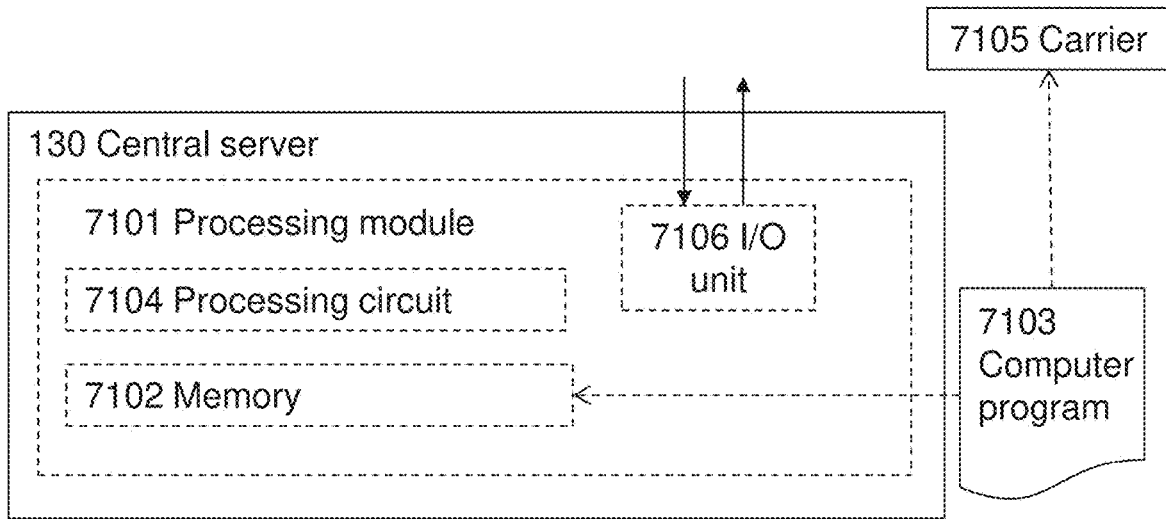 7105 Carrier
130 Central server
7101 Processing module
7106 I/O
unit
7104 Processing circuit
7103
Computer
program
7102 Memory